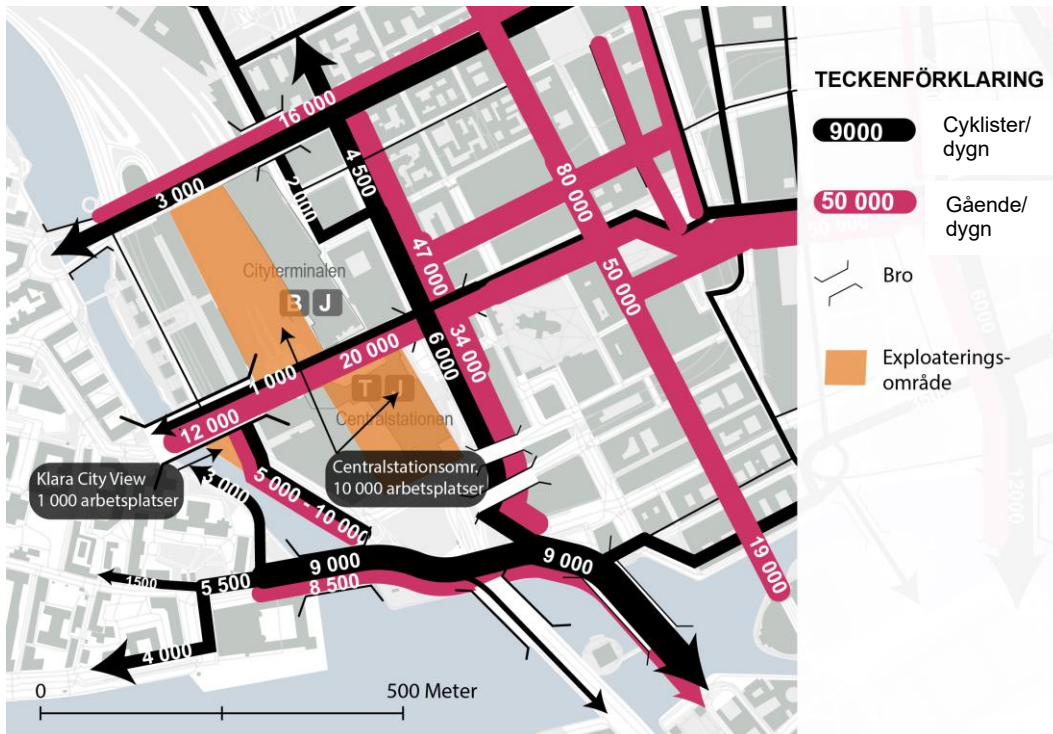 16 000
3 000
2 000
4 500
80 000
47 000
50 000
Cityterminalen
B J
6 000
34 000
20 000
1 000
12 000
T J
Centralstationen
Klara City View
1 000 arbetsplatser
Centralstationsomr,
10 000 arbetsplatser
3 000
5 000 - 10 000
9 000
9 000
19 000
1500
5 500
8 500
4 000
0
500 Meter
TECKENFÖRKLARING
9000
Cyklister/
dygn
50 000
Gående/
dygn
Bro
Exploaterings-
område